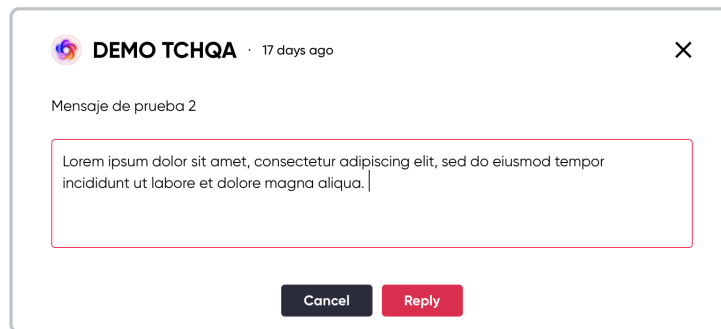 DEMO TCHQA · 17 days ago
Mensaje de prueba 2
Lorem ipsum dolor sit amet, consectetur adipiscing elit, sed do eiusmod tempor
incididunt ut labore et dolore magna aliqua.
Cancel Reply